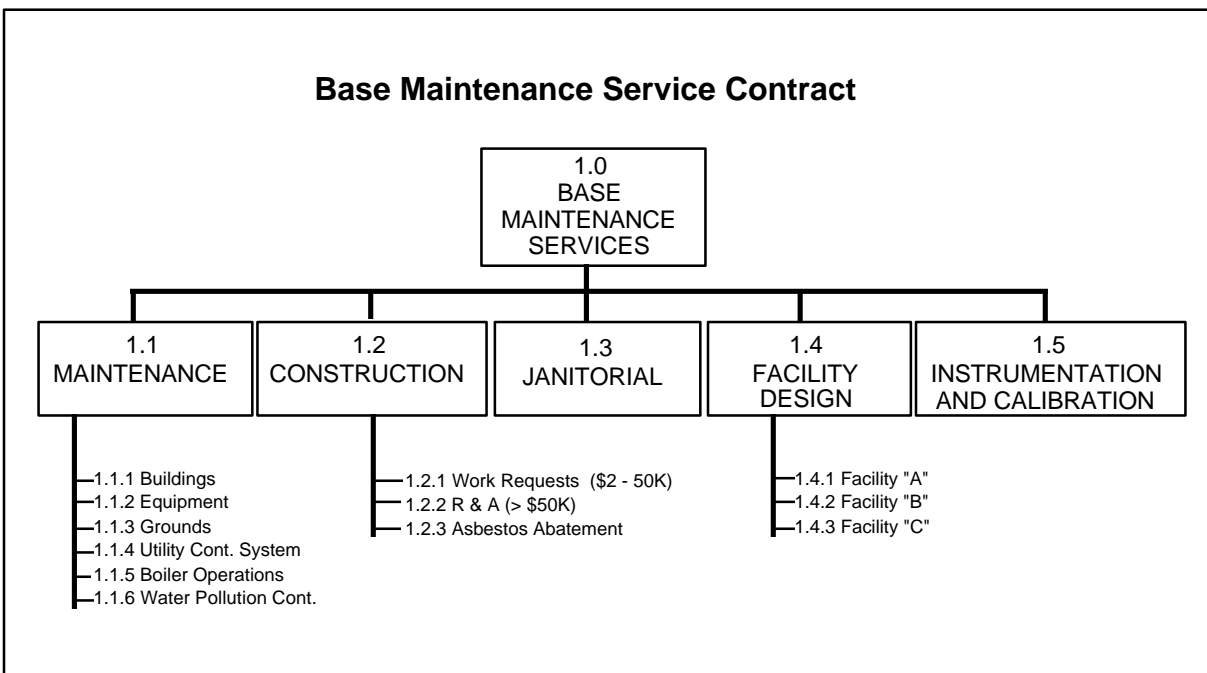 Base Maintenance Service Contract
1.0
BASE
MAINTENANCE
SERVICES
1.1
MAINTENANCE
1.2
CONSTRUCTION
1.3
JANITORIAL
1.4
FACILITY
DESIGN
1.5
INSTRUMENTATION
AND CALIBRATION
1.1.1 Buildings
1.1.2 Equipment
1.1.3 Grounds
1.1.4 Utility Cont. System
1.1.5 Boiler Operations
1.1.6 Water Pollution Cont.
1.2.1 Work Requests  ($2 - 50K)
1.2.2 R & A (> $50K)
1.2.3 Asbestos Abatement
1.4.1 Facility "A"
1.4.2 Facility "B"
1.4.3 Facility "C"